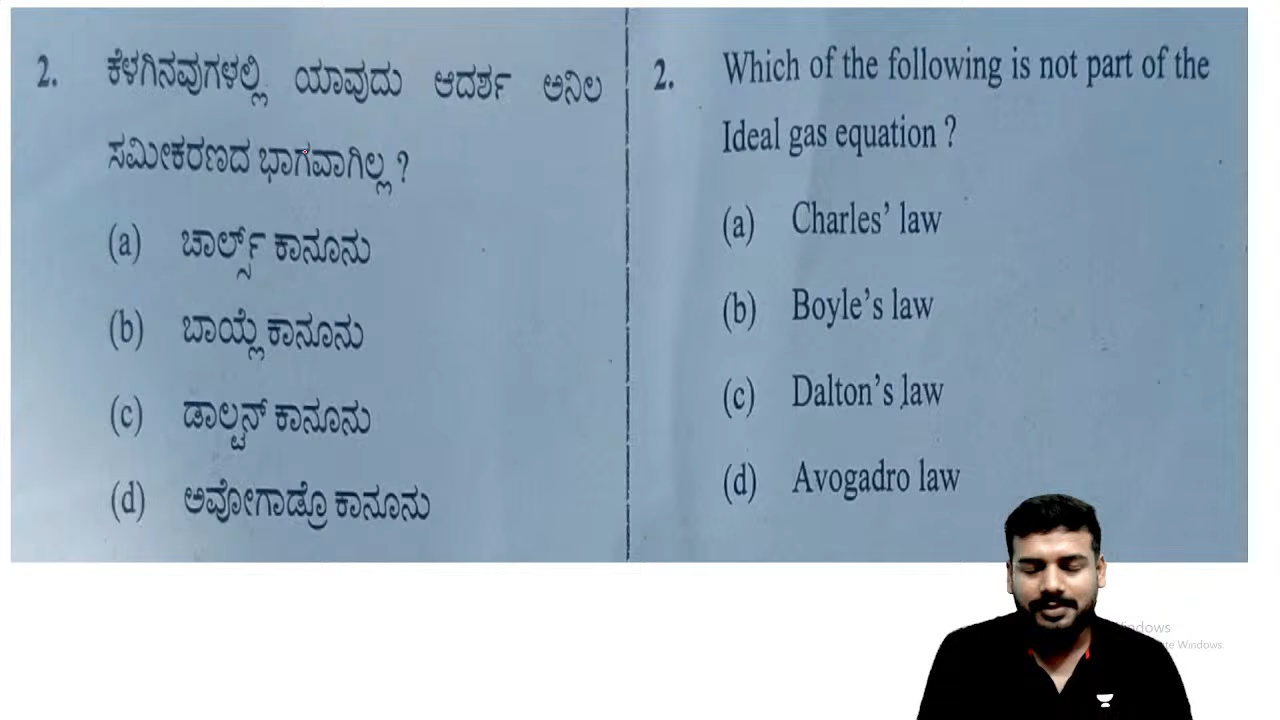 2. ಕೆಳಗಿನವುಗಳಲ್ಲಿ ಯಾವುದು ಆದರ್ಶ ಅನಿಲ
ಸಮೀಕರಣದ ಭಾಗವಾಗಿಲ್ಲ ?
(a) ಚಾರ್ಲ್ಸ್ ಕಾನೂನು
(b) ಬಾಯ್ಲೆ ಕಾನೂನು
(c) ಡಾಲ್ಟನ್ ಕಾನೂನು
(d) ಅವೋಗಾಡ್ರೊ ಕಾನೂನು
2. Which of the following is not part of the
Ideal gas equation ?
(a) Charles' law
(b) Boyle's law
(c) Dalton's law
(d) Avogadro law
Windows.